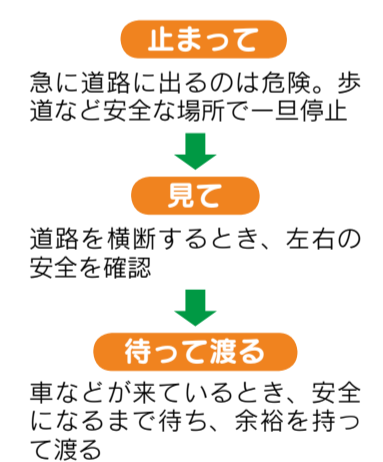 止まって
急に道路に出るのは危険。歩
道など安全な場所で一旦停止
見て
道路を横断するとき、左右の
安全を確認
待って渡る
車などが来ているとき、安全
になるまで待ち、余裕を持っ
て渡る